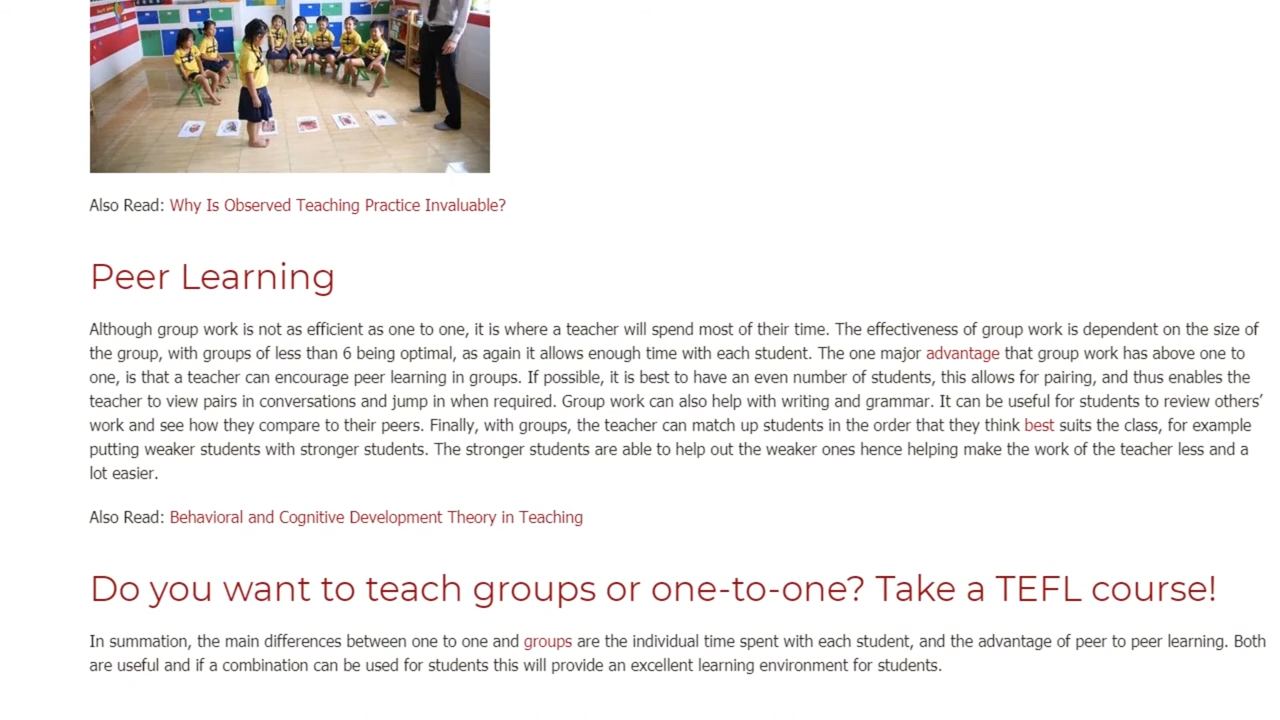 Also Read: Why Is Observed Teaching Practice Invaluable?
Peer Learning
Although group work is not as efficient as one to one, it is where a teacher will spend most of their time. The effectiveness of group work is dependent on the size of
the group, with groups of less than 6 being optimal, as again it allows enough time with each student. The one major advantage that group work has above one to
one, is that a teacher can encourage peer learning in groups. If possible, it is best to have an even number of students, this allows for pairing, and thus enables the
teacher to view pairs in conversations and jump in when required. Group work can also help with writing and grammar. It can be useful for students to review others’
work and see how they compare to their peers. Finally, with groups, the teacher can match up students in the order that they think best suits the class, for example
putting weaker students with stronger students. The stronger students are able to help out the weaker ones hence helping make the work of the teacher less and a
lot easier.
Also Read: Behavioral and Cognitive Development Theory in Teaching
Do you want to teach groups or one-to-one? Take a TEFL course!
In summation, the main differences between one to one and groups are the individual time spent with each student, and the advantage of peer to peer learning. Both
are useful and if a combination can be used for students this will provide an excellent learning environment for students.